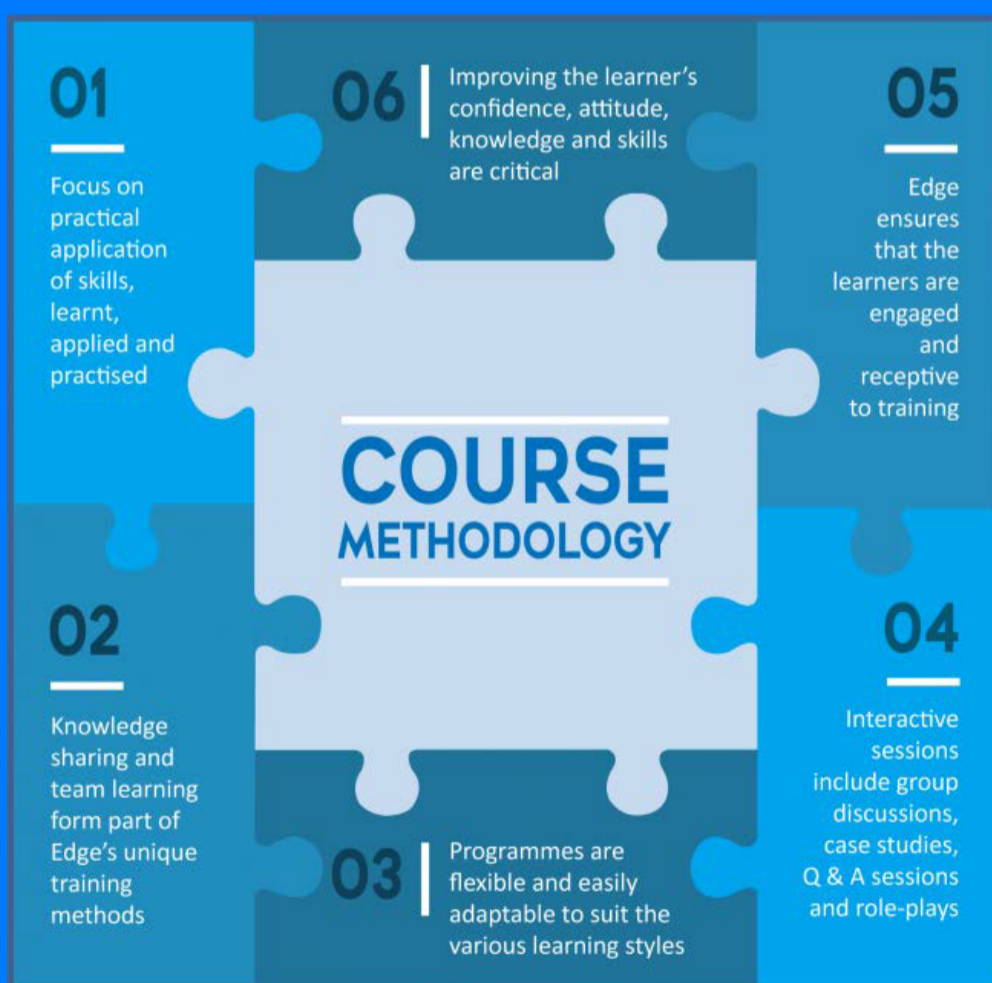 01
Focus on
practical
application
of skills,
learnt,
applied and
practised
02
Knowledge
sharing and
team learning
form part of
Edge's unique
training
methods
03
Programmes are
flexible and easily
adaptable to suit the
various learning styles
04
Interactive
sessions
include group
discussions,
case studies,
Q & A sessions
and role-plays
05
Edge
ensures
that the
learners are
engaged
and
receptive
to training
06
Improving the learner’s
confidence, attitude,
knowledge and skills
are critical
COURSE
METHODOLOGY